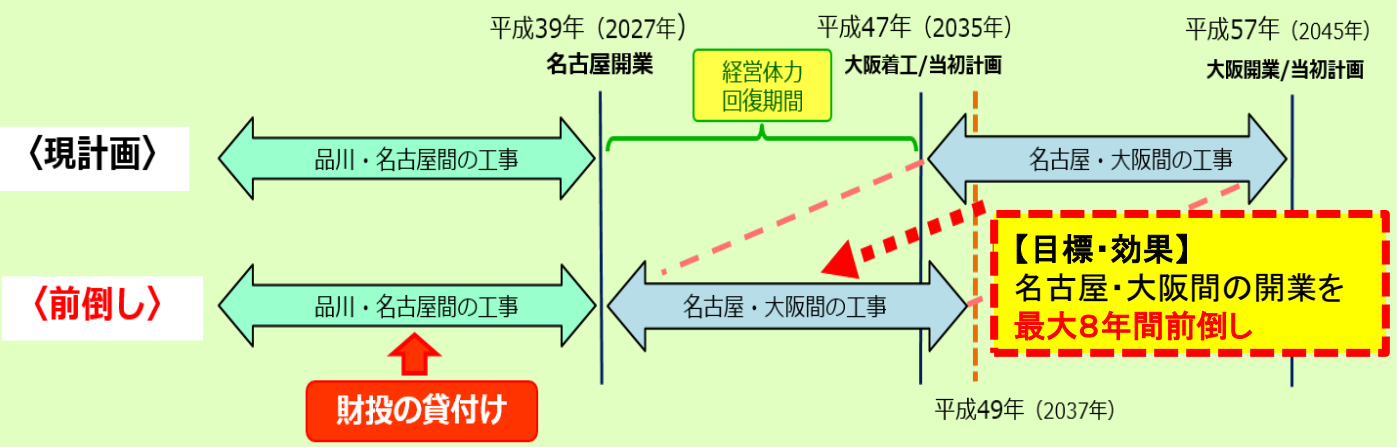 平成39年（2027年）
名古屋開業
平成47年（2035年）
大阪着工/当初計画
平成57年（2045年）
大阪開業/当初計画
経営体力
回復期間
〈現計画〉
品川・名古屋間の工事
名古屋・大阪間の工事
〈前倒し〉
品川・名古屋間の工事
名古屋・大阪間の工事
【目標・効果】
名古屋・大阪間の開業を
最大８年間前倒し
財投の貸付け
平成49年（2037年）